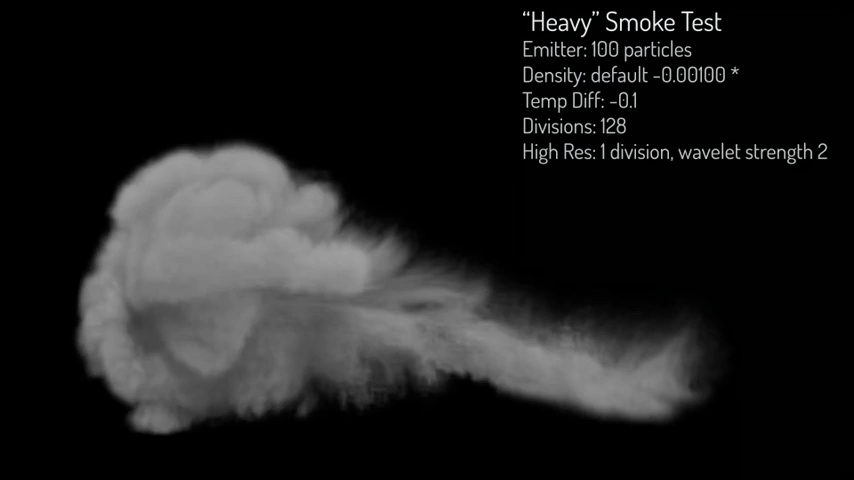 “Heavy” Smoke Test
Emitter: 100 particles
Density: default -0.00100 *
Temp Diff: -0.1
Divisions: 128
High Res: 1 division, wavelet strength 2